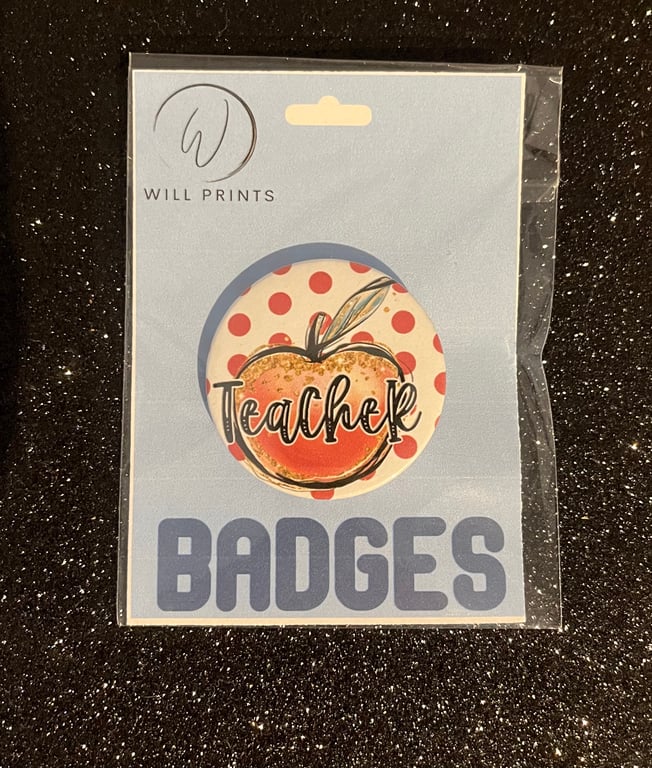 W
WILL PRINTS
TeacheR
BADGES